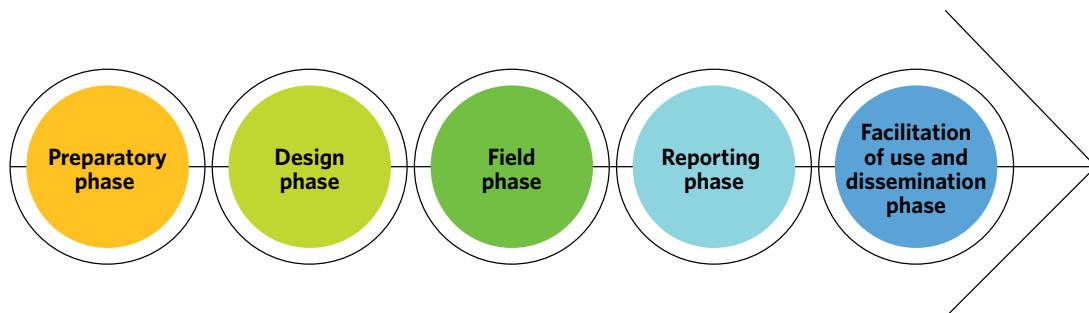 Preparatory
phase
Design
phase
Field
phase
Reporting
phase
Facilitation
of use and
dissemination
phase